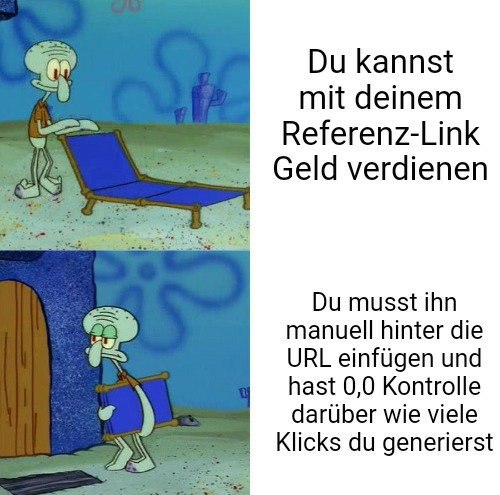 Du kannst
mit deinem
Referenz-Link
Geld verdienen
Du musst ihn
manuell hinter die
URL einfügen und
hast 0,0 Kontrolle
darüber wie viele
Klicks du generierst